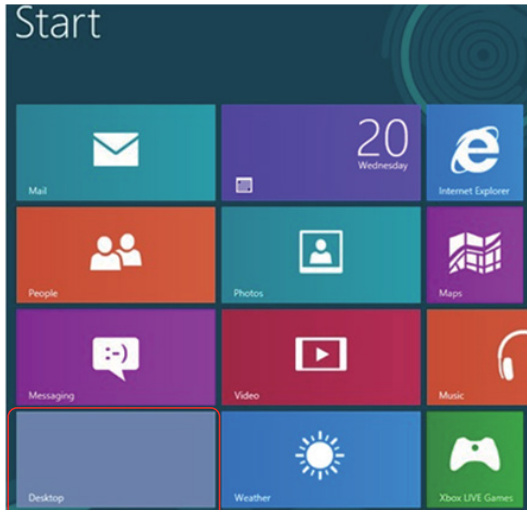 Start
Mail
20
Wednesday
Internet Explorer
People
Photos
Maps
Messaging
:-)
Video
Music
Desktop
Weather
Xbox LIVE Games